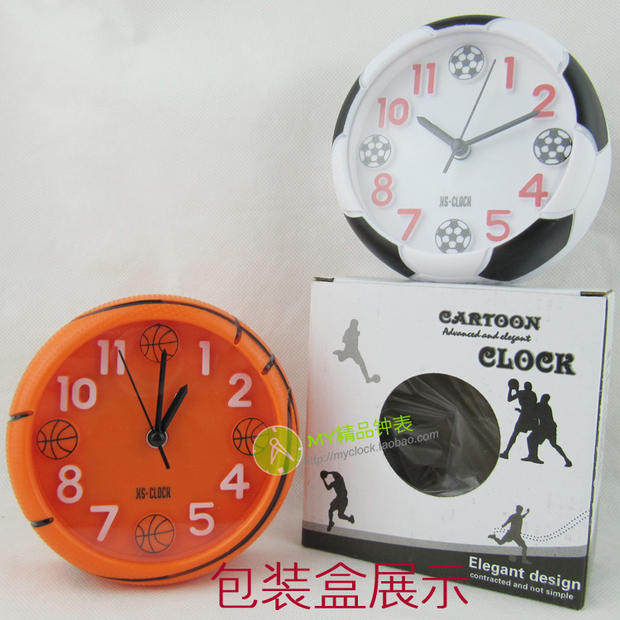 11 1
10 2
8 4
7 5
XS-CLOCK
CARTOON
Advanced and elegant
CLOCK
11 1
10 2
8 4
7 5
XS-CLOCK
MY精品钟表
http://myclock.taobao.com
Elegant design
contracted and not simple
包装盒展示